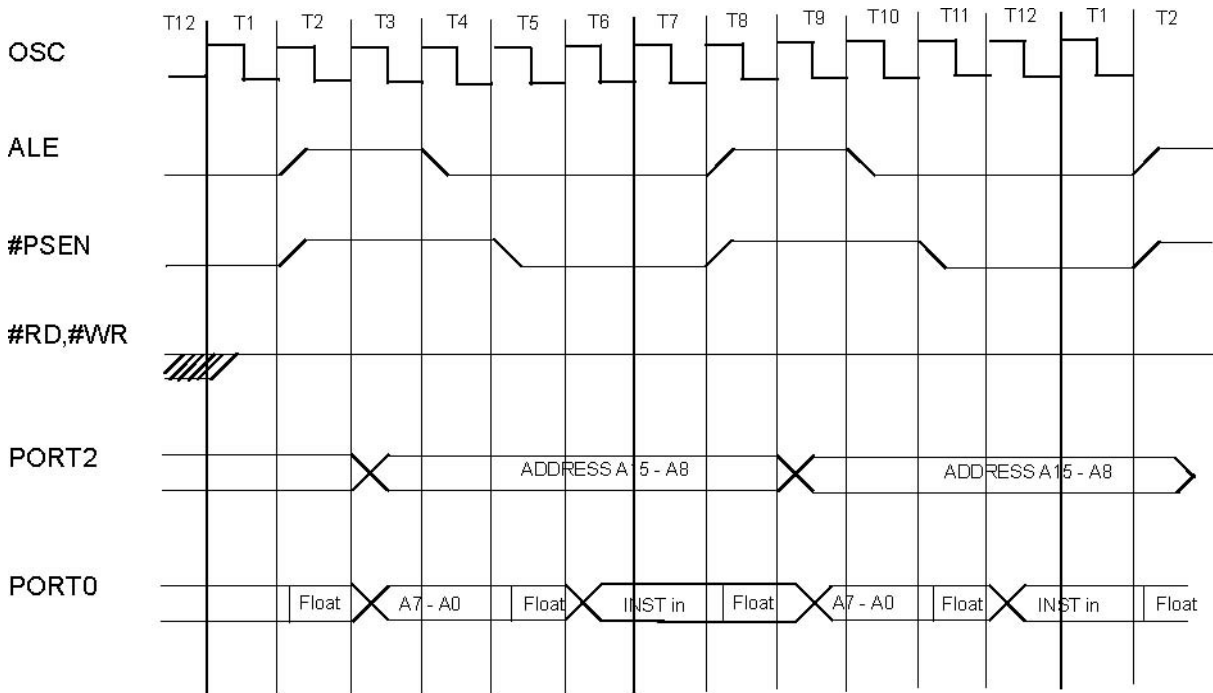 T12 T1 T2 T3 T4 T5 T6 T7 T8 T9 T10 T11 T12 T1 T2
OSC
ALE
#PSEN
#RD,#WR
PORT2 ADDRESS A15 - A8 ADDRESS A15 - A8
PORT0 Float A7 - A0 Float INST in Float A7 - A0 Float INST in Float